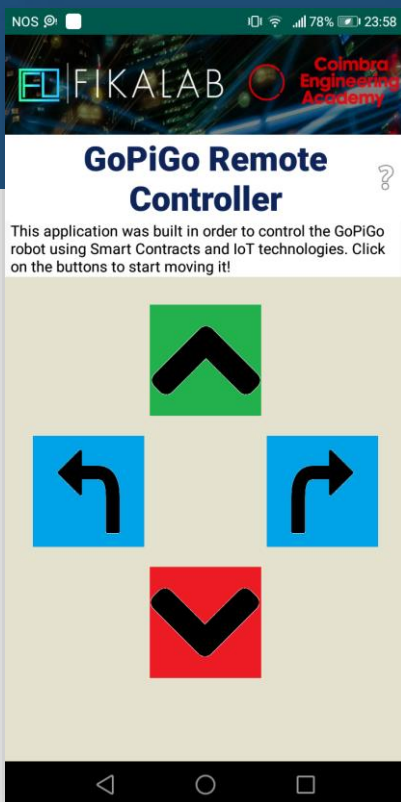 NOS 78% 23:58
FIKALAB
Coimbra
Engineering
Academy
GoPiGo Remote
Controller
?
This application was built in order to control the GoPiGo
robot using Smart Contracts and IoT technologies. Click
on the buttons to start moving it!